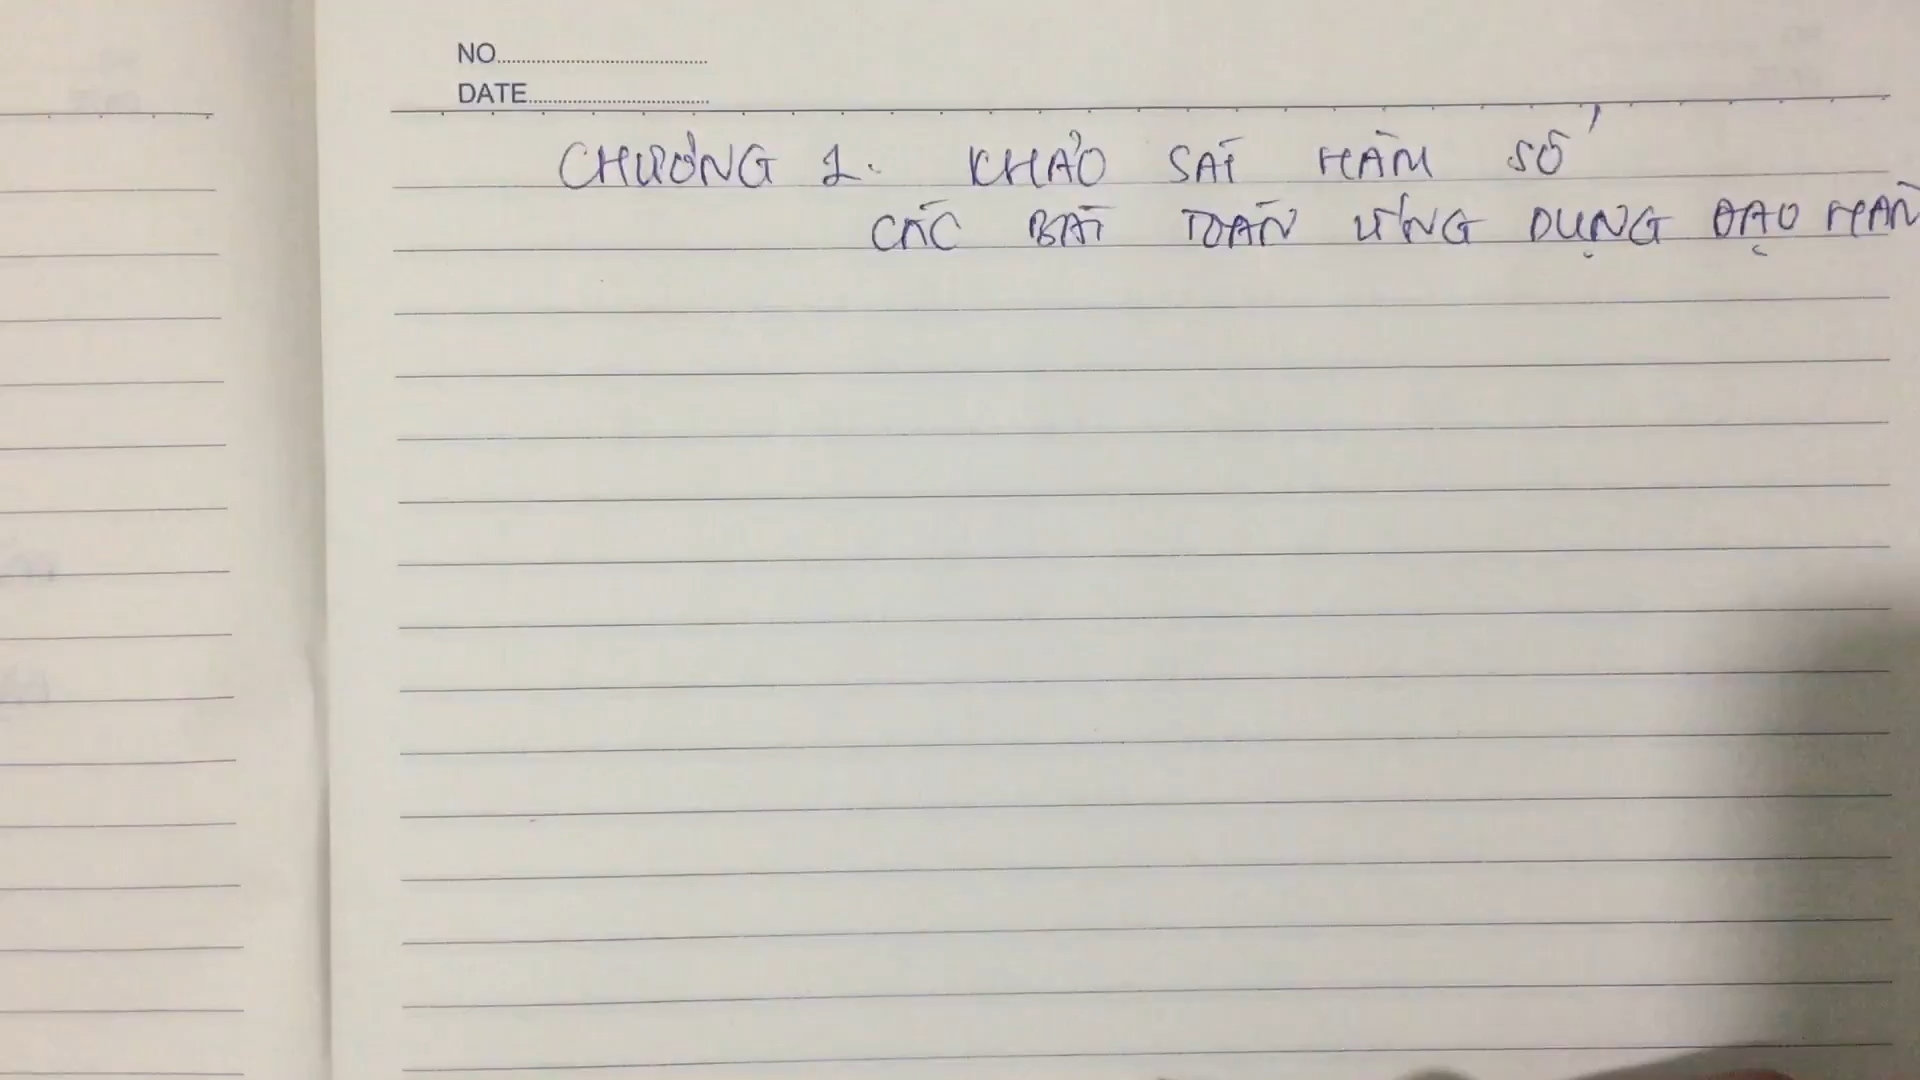 NO.
DATE
CHƯƠNG 1. KHẢO SÁT HÀM SỐ
CÁC BÀI TOÁN ỨNG DỤNG ĐẠO HÀM